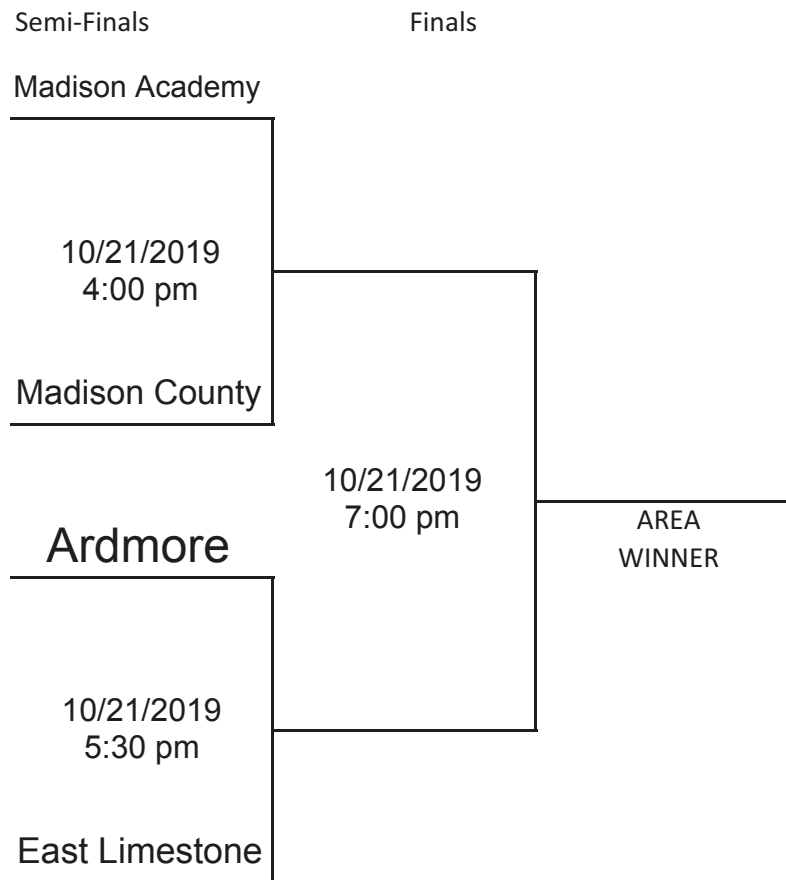 Semi-Finals
Finals
Madison Academy
10/21/2019
4:00 pm
Madison County
10/21/2019
7:00 pm
AREA
WINNER
Ardmore
10/21/2019
5:30 pm
East Limestone